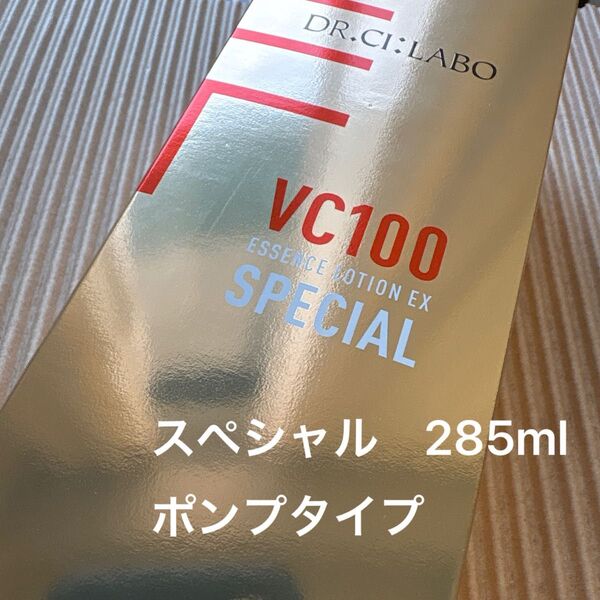 DR.CI:LABO
VC100
ESSENCE LOTION EX
SPECIAL
スペシャル　285ml
ポンプタイプ